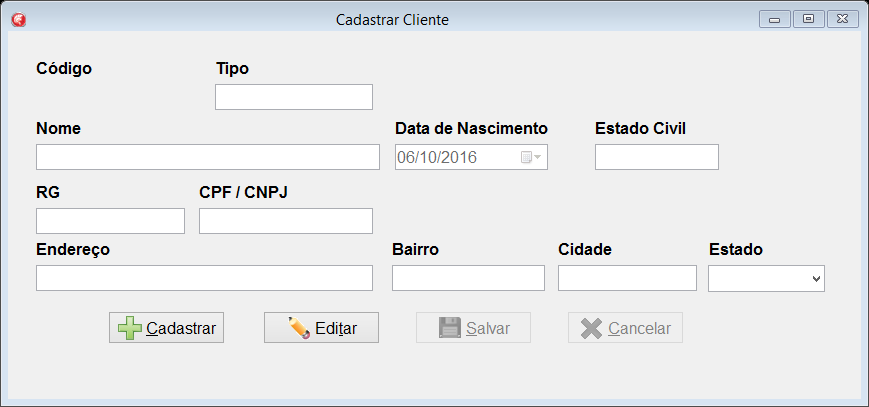 Cadastrar Cliente
Código Tipo
Nome Data de Nascimento Estado Civil
06/10/2016
RG CPF / CNPJ
Endereço Bairro Cidade Estado
Cadastrar Editar Salvar Cancelar